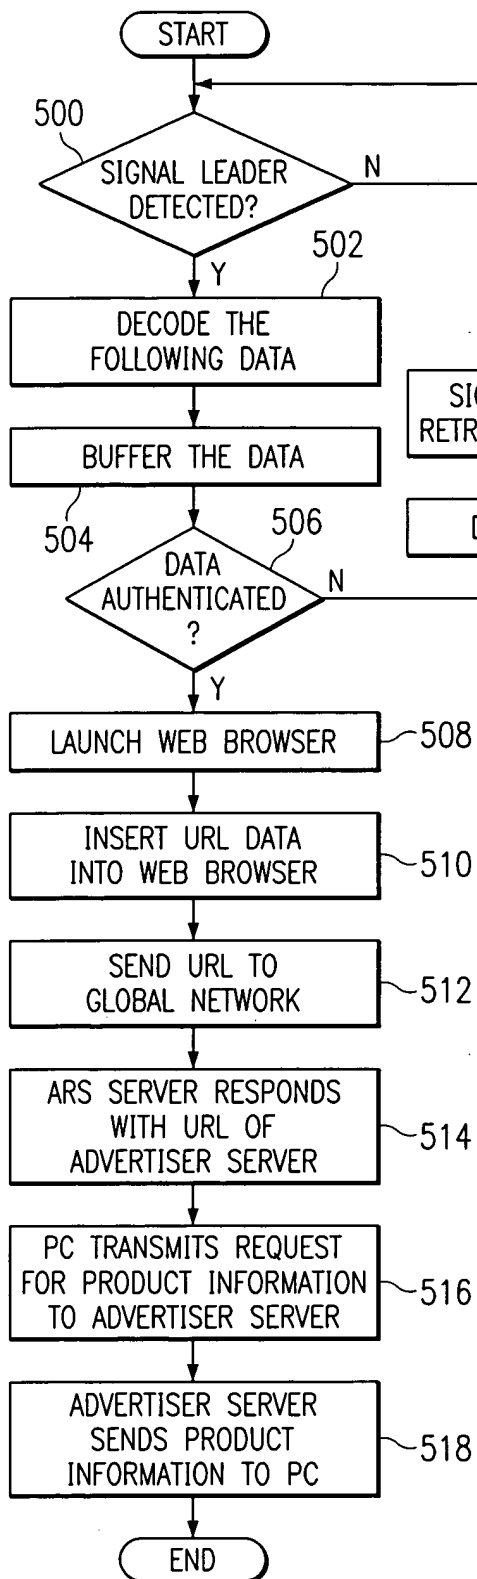 START
500
SIGNAL LEADER
DETECTED?
N
Y
502
DECODE THE
FOLLOWING DATA
BUFFER THE DATA
504
506
DATA
AUTHENTICATED
?
N
Y
LAUNCH WEB BROWSER
508
INSERT URL DATA
INTO WEB BROWSER
510
SEND URL TO
GLOBAL NETWORK
512
ARS SERVER RESPONDS
WITH URL OF
ADVERTISER SERVER
514
PC TRANSMITS REQUEST
FOR PRODUCT INFORMATION
TO ADVERTISER SERVER
516
ADVERTISER SERVER
SENDS PRODUCT
INFORMATION TO PC
518
END